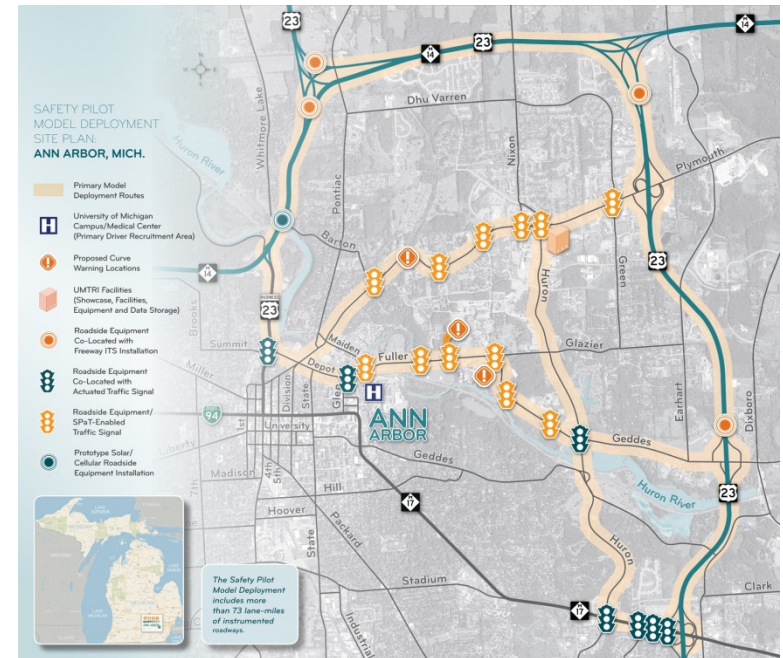 SAFETY PILOT
MODEL DEPLOYMENT
SITE PLAN:
ANN ARBOR, MICH.
Primary Model
Deployment Routes
H
University of Michigan
Campus/Medical Center
(Primary Driver Recruitment Area)
Proposed Curve
Warning Locations
UMTRI Facilities
(Showcase, Facilities,
Equipment and Data Storage)
Roadside Equipment
Co-Located with
Freeway ITS Installation
Roadside Equipment
Co-Located with
Actuated Traffic Signal
Roadside Equipment/
SPaT-Enabled
Traffic Signal
Prototype Solar/
Cellular Roadside
Equipment Installation
The Safety Pilot
Model Deployment
includes more
than 73 lane-miles
of instrumented
roadways.
23
M 14
23
M 14
Whitmore Lake
Dhu Varren
Nixon
Plymouth
Huron River
Pontiac
Barton
M 14
Green
23
23
Huron
Brooks
Summit
Maiden
Fuller
Glazier
Miller
Depot
Division
State
Glen
H
ANN
ARBOR
Earhart
Dixboro
94
1st
University
Geddes
Geddes
Liberty
4th
5th
Madison
7th
Hill
Huron River
23
M 17
Hoover
Packard
State
Huron
Stadium
M 17
Clark
Industrial